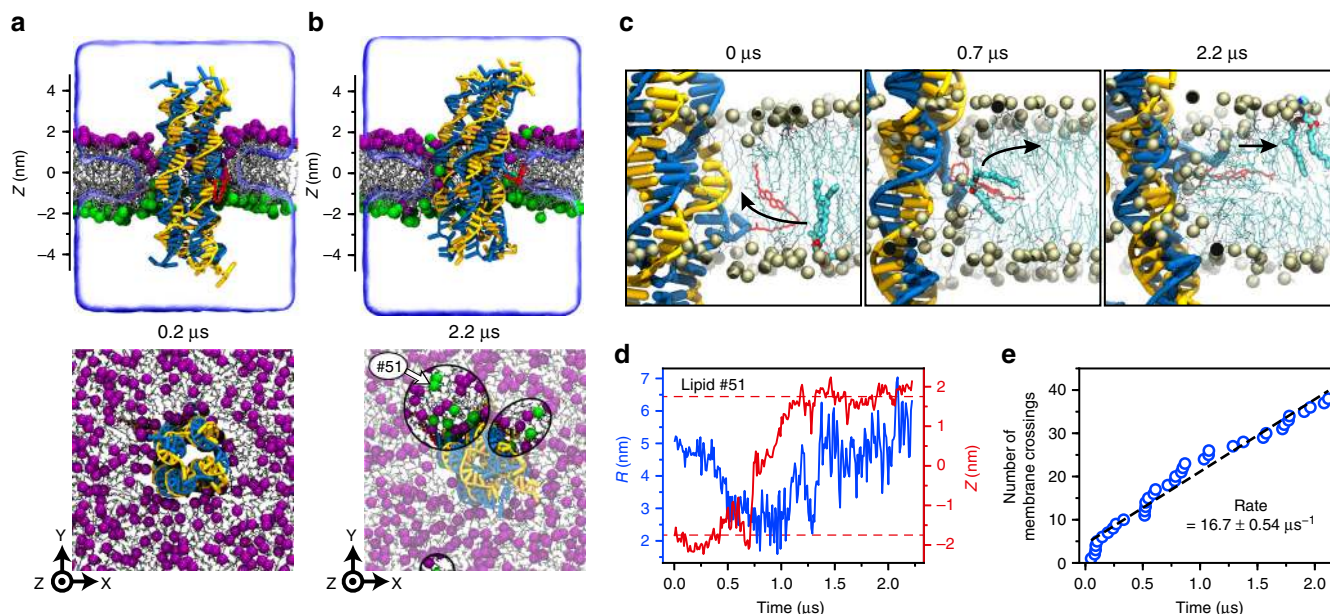 a
b
c
0 μs
0.7 μs
2.2 μs
Z (nm)
4
2
0
−2
−4
Z (nm)
4
2
0
−2
−4
0.2 μs
2.2 μs
#51
Y
Z
X
Y
Z
X
d
Lipid #51
R (nm)
7
6
5
4
3
2
Z (nm)
2
1
0
−1
−2
0.0
0.5
1.0
1.5
2.0
Time (μs)
e
Number of
membrane crossings
40
30
20
10
0
Rate
= 16.7 ± 0.54 μs⁻¹
0.0
0.5
1.0
1.5
2.0
Time (μs)